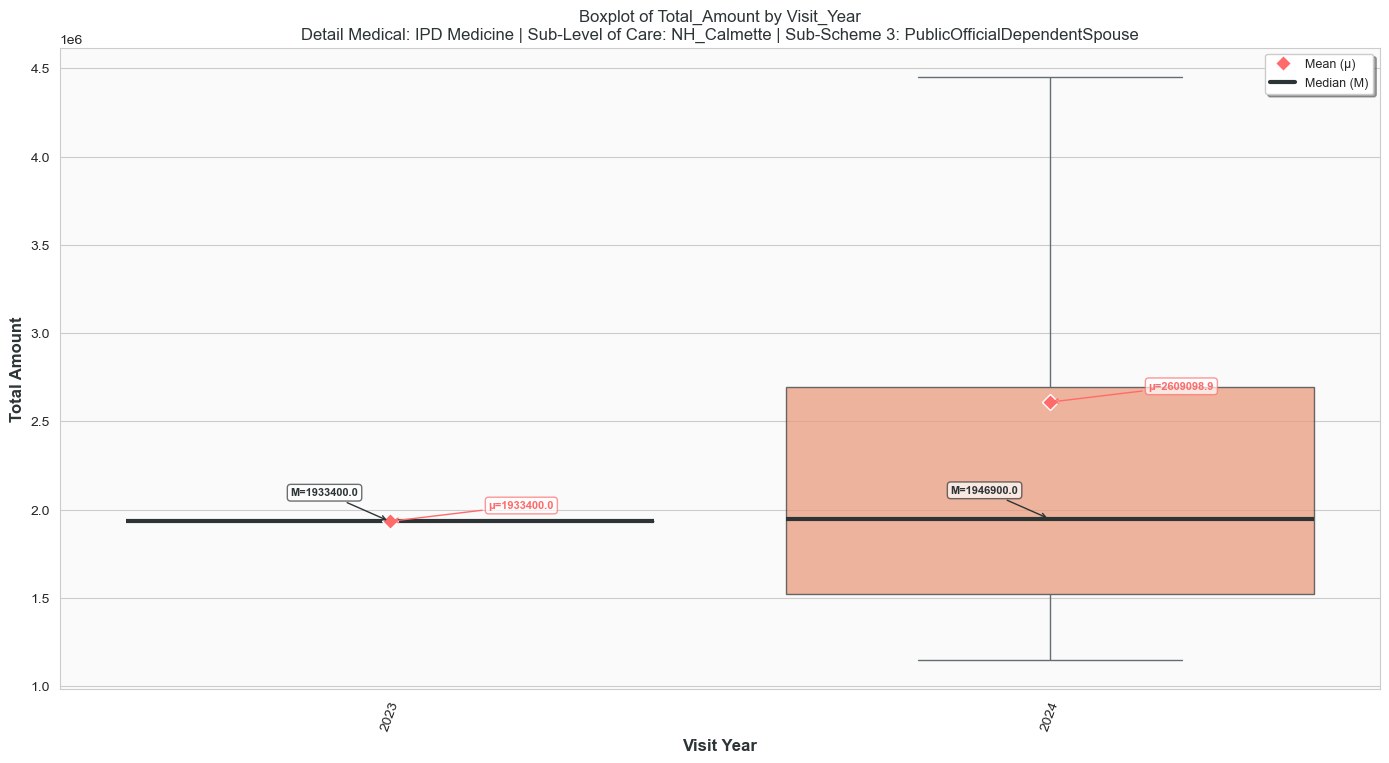 Boxplot of Total_Amount by Visit_Year
Detail Medical: IPD Medicine | Sub-Level of Care: NH_Calmette | Sub-Scheme 3: PublicOfficialDependentSpouse
1e6
Mean (μ)
Median (M)
4.5
4.0
3.5
3.0
2.5
2.0
1.5
1.0
Total Amount
M=1933400.0
μ=1933400.0
μ=2609098.9
M=1946900.0
2023
2024
Visit Year